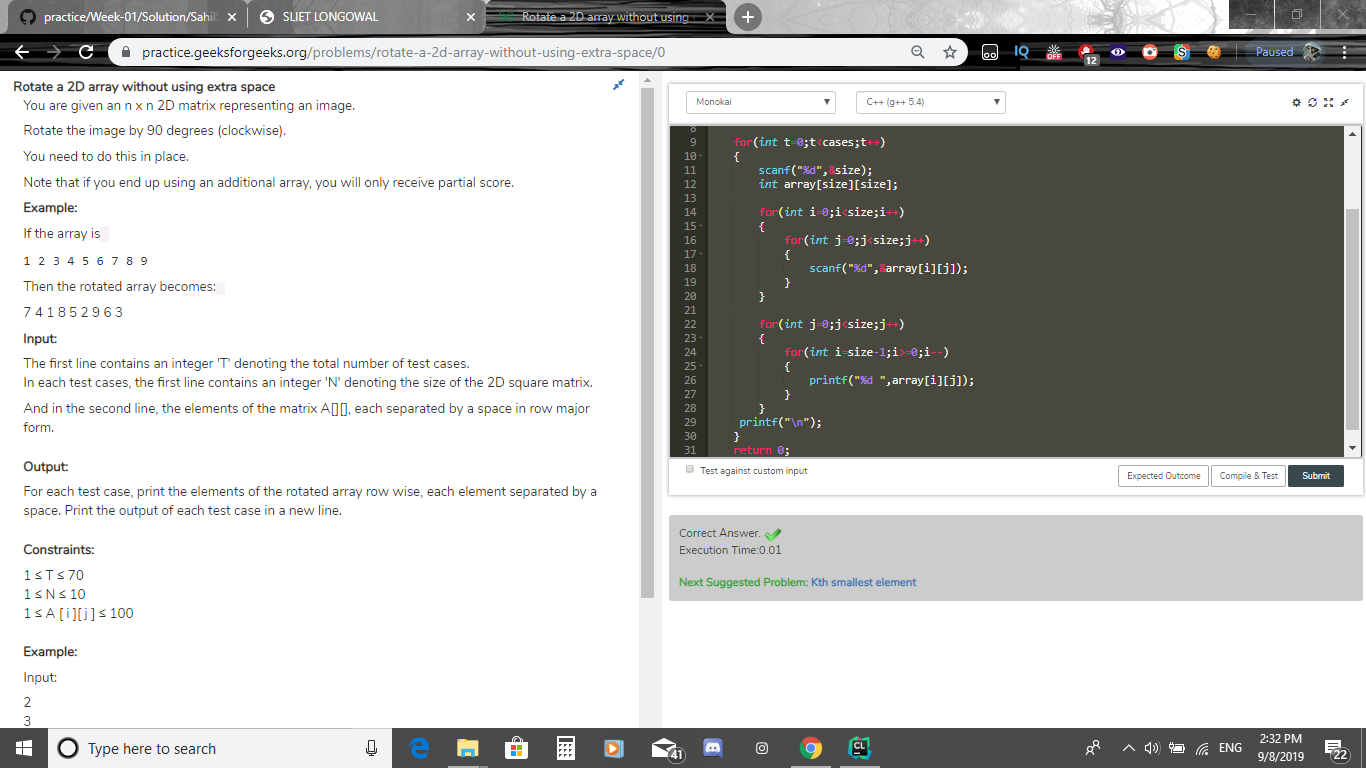 practice/Week-01/Solution/Sahil
SLIET LONGOWAL
Rotate a 2D array without using
practice.geeksforgeeks.org/problems/rotate-a-2d-array-without-using-extra-space/0
IQ
OFF
12
Paused
Rotate a 2D array without using extra space
You are given an n x n 2D matrix representing an image.
Rotate the image by 90 degrees (clockwise).
You need to do this in place.
Note that if you end up using an additional array, you will only receive partial score.
Example:
If the array is
1 2 3 4 5 6 7 8 9
Then the rotated array becomes:
7 4 1 8 5 2 9 6 3
Input:
The first line contains an integer 'T' denoting the total number of test cases.
In each test cases, the first line contains an integer 'N' denoting the size of the 2D square matrix.
And in the second line, the elements of the matrix A[][], each separated by a space in row major
form.
Output:
For each test case, print the elements of the rotated array row wise, each element separated by a
space. Print the output of each test case in a new line.
Constraints:
1 ≤ T ≤ 70
1 ≤ N ≤ 10
1 ≤ A [ i ][ j ] ≤ 100
Example:
Input:
2
3
Monokai
C++ (g++ 5.4)
8
9 for(int t=0;t<cases;t++)
10 {
11 scanf("%d",&size);
12 int array[size][size];
13
14 for(int i=0;i<size;i++)
15 {
16 for(int j=0;j<size;j++)
17 {
18 scanf("%d",&array[i][j]);
19 }
20 }
21
22 for(int j=0;j<size;j++)
23 {
24 for(int i=size-1;i>=0;i--)
25 {
26 printf("%d ",array[i][j]);
27 }
28 }
29 printf("\n");
30 }
31 return 0;
Test against custom input
Expected Outcome
Compile & Test
Submit
Correct Answer.
Execution Time:0.01
Next Suggested Problem: Kth smallest element
Type here to search
41
CL
ENG
2:32 PM
9/8/2019
22